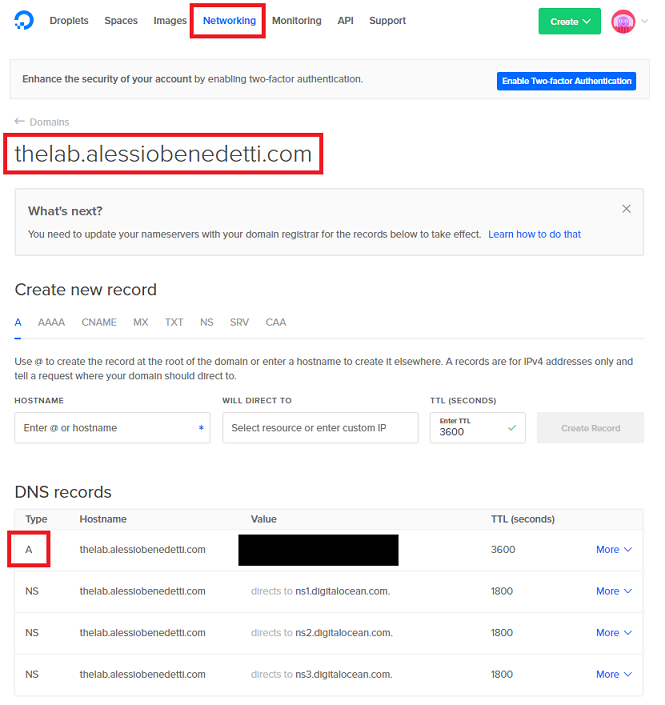 Droplets Spaces Images Networking Monitoring API Support Create
Enhance the security of your account by enabling two-factor authentication. Enable Two-factor Authentication
← Domains
thelab.alessiobenedetti.com
What's next?
You need to update your nameservers with your domain registrar for the records below to take effect. Learn how to do that
Create new record
A AAAA CNAME MX TXT NS SRV CAA
Use @ to create the record at the root of the domain or enter a hostname to create it elsewhere. A records are for IPv4 addresses only and
tell a request where your domain should direct to.
HOSTNAME WILL DIRECT TO TTL (SECONDS)
Enter @ or hostname * Select resource or enter custom IP Enter TTL
3600 Create Record
DNS records
Type Hostname Value TTL (seconds)
A thelab.alessiobenedetti.com 3600 More
NS thelab.alessiobenedetti.com directs to ns1.digitalocean.com. 1800 More
NS thelab.alessiobenedetti.com directs to ns2.digitalocean.com. 1800 More
NS thelab.alessiobenedetti.com directs to ns3.digitalocean.com. 1800 More